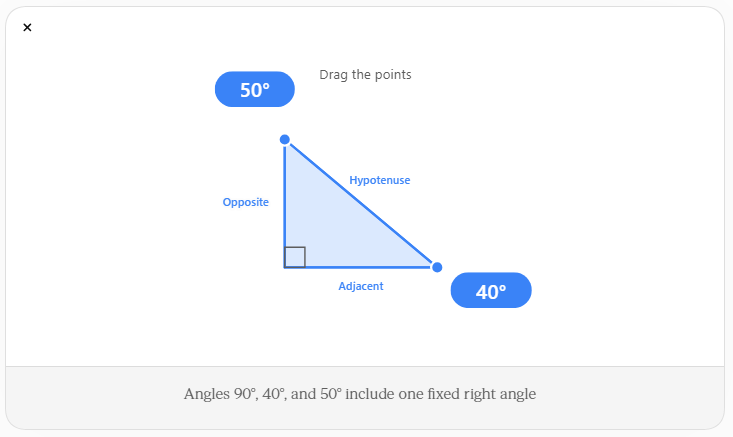 ×
50°
Drag the points
Hypotenuse
Opposite
Adjacent
40°
Angles 90°, 40°, and 50° include one fixed right angle